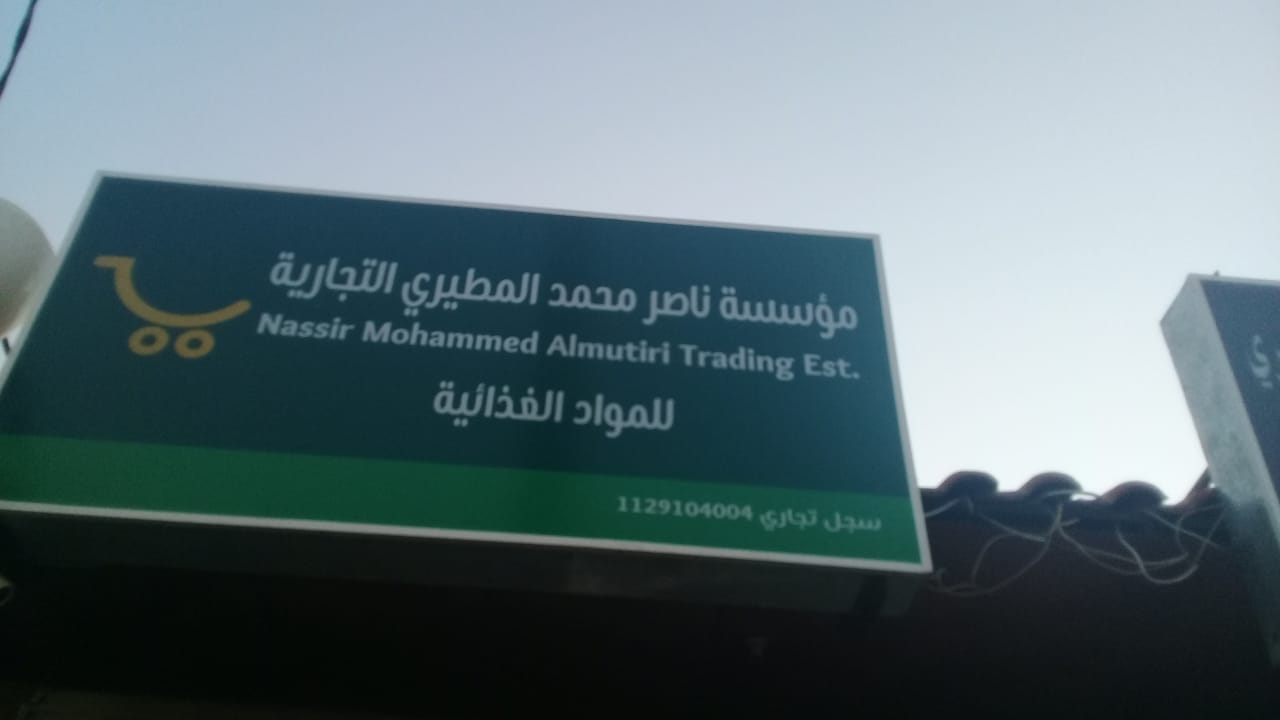 مؤسسة ناصر محمد المطيري التجارية
Nassir Mohammed Almutiri Trading Est.
للمواد الغذائية
سجل تجاري 1129104004